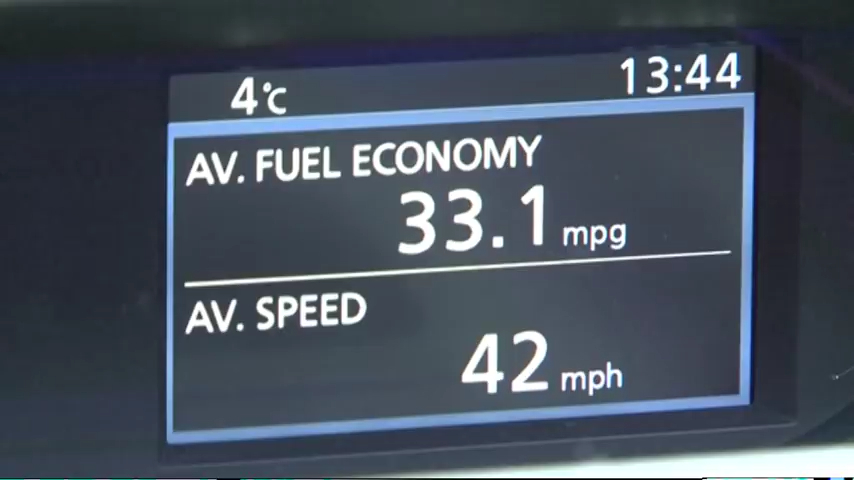 4°C 13:44
AV. FUEL ECONOMY
33.1 mpg
AV. SPEED
42 mph